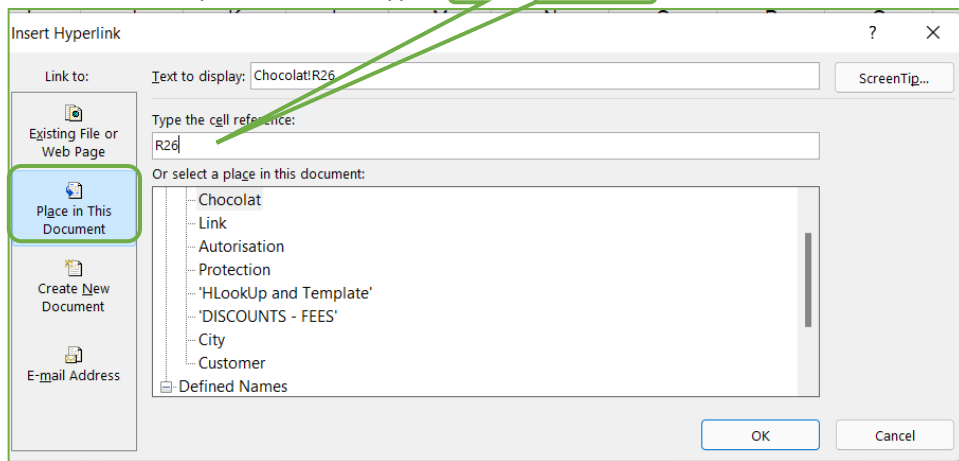 Insert Hyperlink ? ×
Link to:
Text to display: Chocolat!R26
ScreenTip...
Existing File or
Web Page
Type the cell reference:
R26
Or select a place in this document:
Place in This
Document
Chocolat
Link
Autorisation
Protection
'HLookUp and Template'
'DISCOUNTS - FEES'
City
Customer
Defined Names
Create New
Document
E-mail Address
OK
Cancel